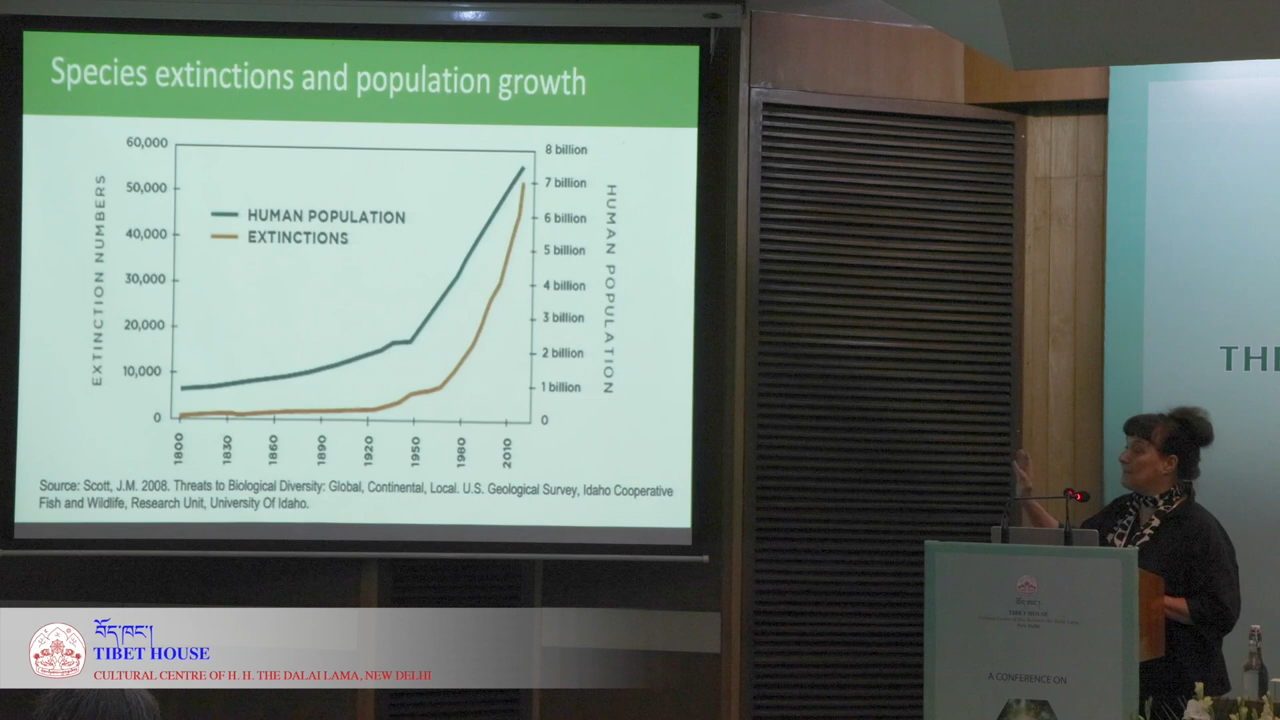 Species extinctions and population growth
60,000
50,000
40,000
30,000
20,000
10,000
0
EXTINCTION NUMBERS
HUMAN POPULATION
EXTINCTIONS
8 billion
7 billion
6 billion
5 billion
4 billion
3 billion
2 billion
1 billion
0
HUMAN POPULATION
1800
1830
1860
1890
1920
1950
1980
2010
Source: Scott, J.M. 2008. Threats to Biological Diversity: Global, Continental, Local. U.S. Geological Survey, Idaho Cooperative
Fish and Wildlife, Research Unit, University Of Idaho.
THE
TIBET HOUSE
A CONFERENCE ON
བོད་ཁང་།
TIBET HOUSE
CULTURAL CENTRE OF H. H. THE DALAI LAMA, NEW DELHI